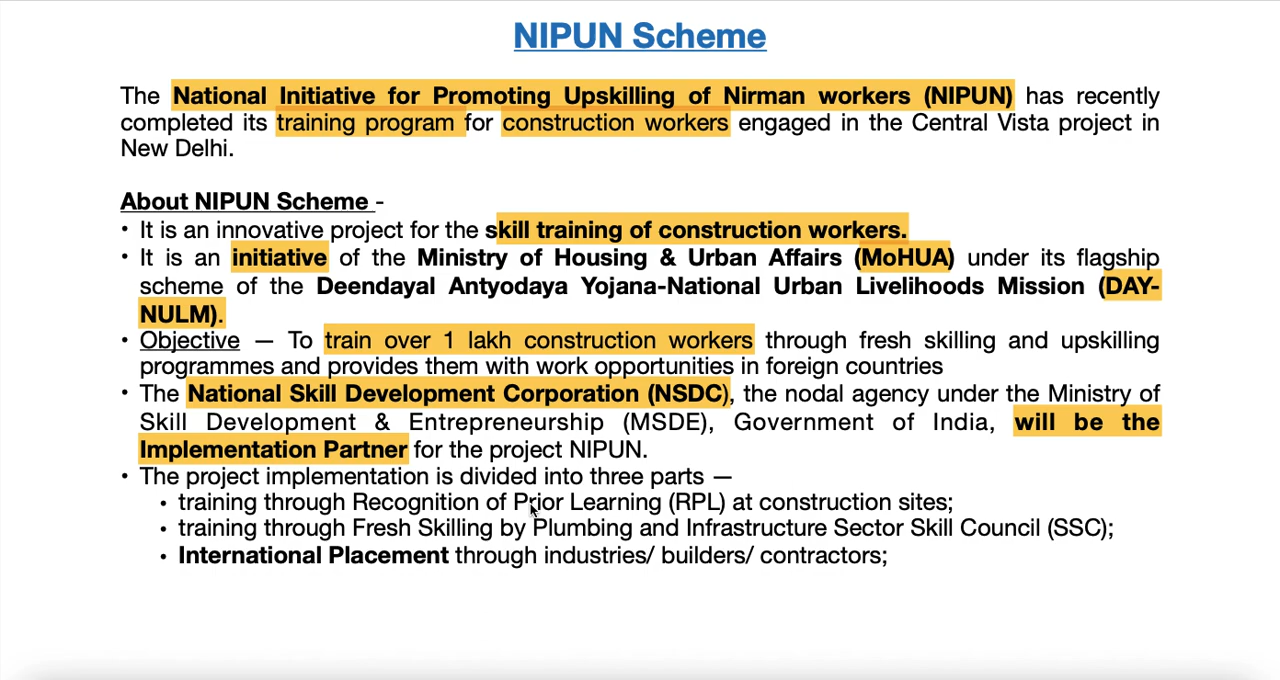 NIPUN Scheme
The National Initiative for Promoting Upskilling of Nirman workers (NIPUN) has recently
completed its training program for construction workers engaged in the Central Vista project in
New Delhi.
About NIPUN Scheme -
• It is an innovative project for the skill training of construction workers.
• It is an initiative of the Ministry of Housing & Urban Affairs (MoHUA) under its flagship
scheme of the Deendayal Antyodaya Yojana-National Urban Livelihoods Mission (DAY-
NULM).
• Objective — To train over 1 lakh construction workers through fresh skilling and upskilling
programmes and provides them with work opportunities in foreign countries
• The National Skill Development Corporation (NSDC), the nodal agency under the Ministry of
Skill Development & Entrepreneurship (MSDE), Government of India, will be the
Implementation Partner for the project NIPUN.
• The project implementation is divided into three parts —
• training through Recognition of Prior Learning (RPL) at construction sites;
• training through Fresh Skilling by Plumbing and Infrastructure Sector Skill Council (SSC);
• International Placement through industries/ builders/ contractors;